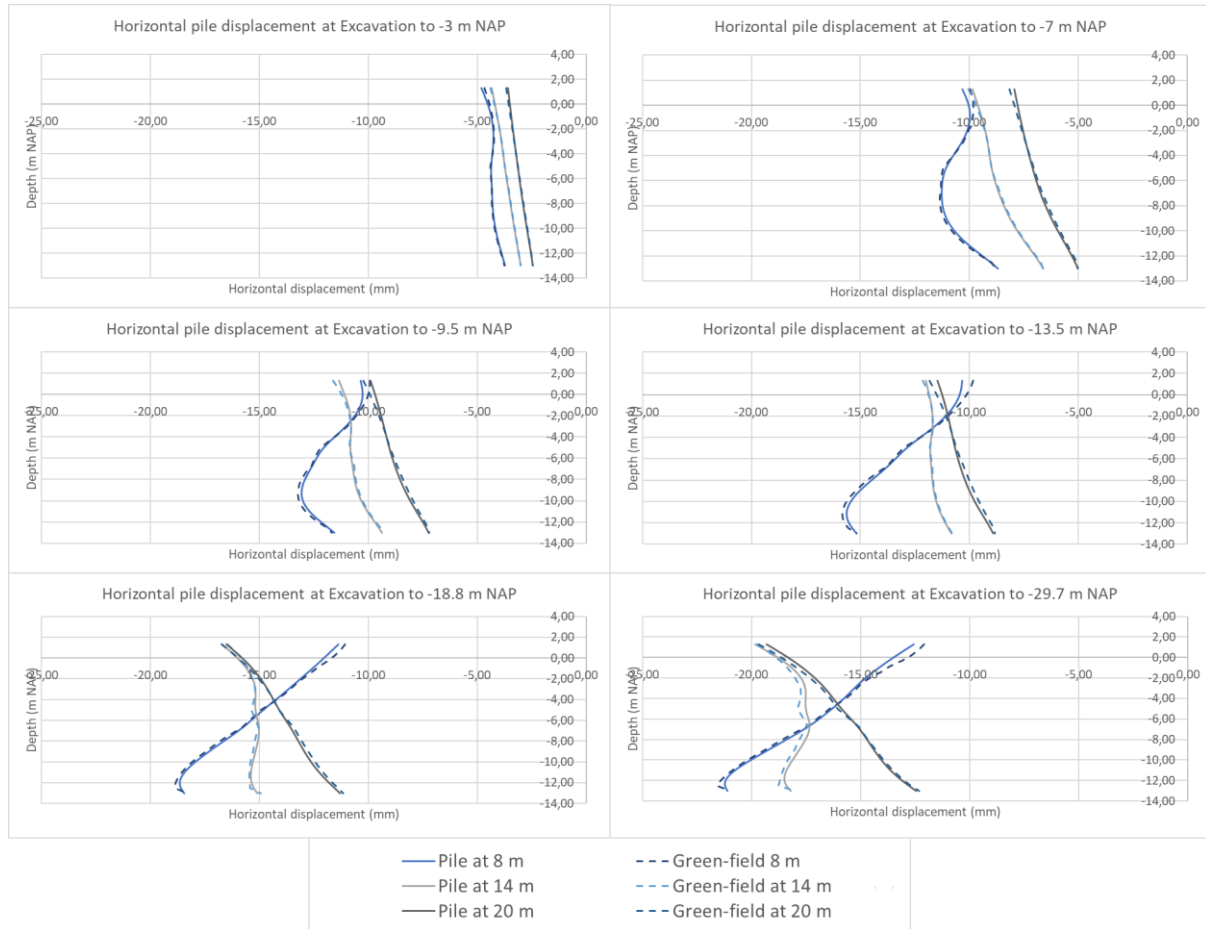 Horizontal pile displacement at Excavation to -3 m NAP
4,00
2,00
0,00
-25,00 -20,00 -15,00 -10,00 -5,00 0,00
-2,00
-4,00
-6,00
-8,00
-10,00
-12,00
-14,00
Depth (m NAP)
Horizontal displacement (mm)
Horizontal pile displacement at Excavation to -7 m NAP
4,00
2,00
0,00
-25,00 -20,00 -15,00 -10,00 -5,00 0,00
-2,00
-4,00
-6,00
-8,00
-10,00
-12,00
-14,00
Depth (m NAP)
Horizontal displacement (mm)
Horizontal pile displacement at Excavation to -9.5 m NAP
4,00
2,00
0,00
-25,00 -20,00 -15,00 -10,00 -5,00 0,00
-2,00
-4,00
-6,00
-8,00
-10,00
-12,00
-14,00
Depth (m NAP)
Horizontal displacement (mm)
Horizontal pile displacement at Excavation to -13.5 m NAP
4,00
2,00
0,00
-25,00 -20,00 -15,00 -10,00 -5,00 0,00
-2,00
-4,00
-6,00
-8,00
-10,00
-12,00
-14,00
Depth (m NAP)
Horizontal displacement (mm)
Horizontal pile displacement at Excavation to -18.8 m NAP
4,00
2,00
0,00
-25,00 -20,00 -15,00 -10,00 -5,00 0,00
-2,00
-4,00
-6,00
-8,00
-10,00
-12,00
-14,00
Depth (m NAP)
Horizontal displacement (mm)
Horizontal pile displacement at Excavation to -29.7 m NAP
4,00
2,00
0,00
-25,00 -20,00 -15,00 -10,00 -5,00 0,00
-2,00
-4,00
-6,00
-8,00
-10,00
-12,00
-14,00
Depth (m NAP)
Horizontal displacement (mm)
Pile at 8 m Green-field 8 m
Pile at 14 m Green-field at 14 m
Pile at 20 m Green-field at 20 m